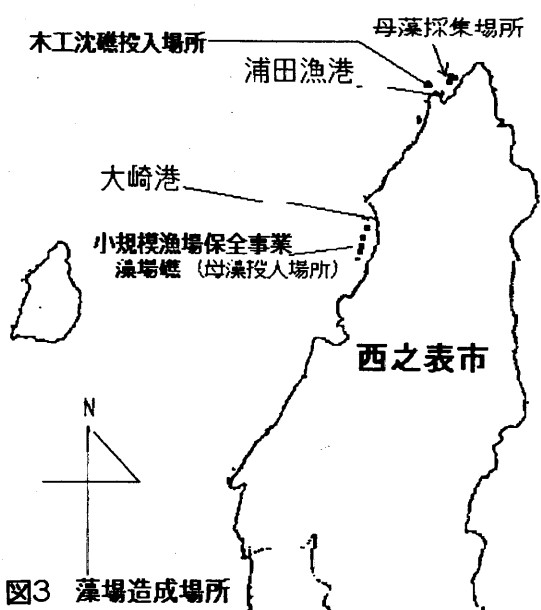 木工沈礁投入場所
母藻採集場所
浦田漁港
大崎港
小規模漁場保全事業
藻場礁（母藻投入場所）
西之表市
N
図3 藻場造成場所